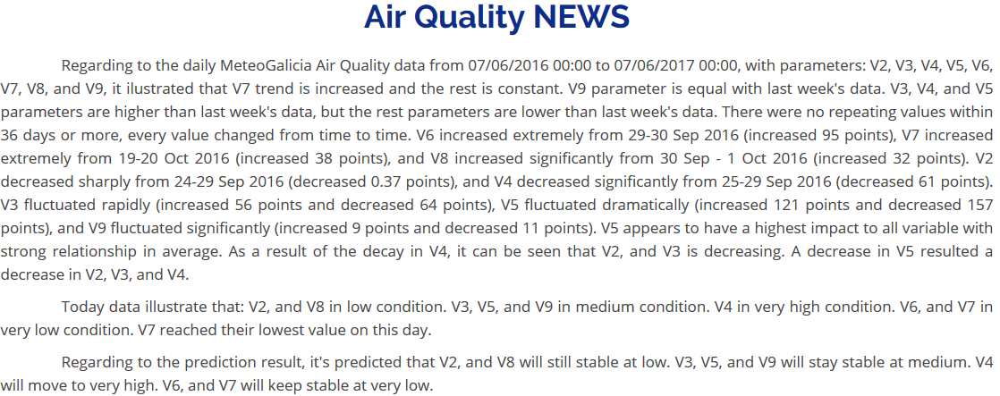 Air Quality NEWS
Regarding to the daily MeteoGalicia Air Quality data from 07/06/2016 00:00 to 07/06/2017 00:00, with parameters: V2, V3, V4, V5, V6,
V7, V8, and V9, it ilustrated that V7 trend is increased and the rest is constant. V9 parameter is equal with last week's data. V3, V4, and V5
parameters are higher than last week's data, but the rest parameters are lower than last week's data. There were no repeating values within
36 days or more, every value changed from time to time. V6 increased extremely from 29-30 Sep 2016 (increased 95 points), V7 increased
extremely from 19-20 Oct 2016 (increased 38 points), and V8 increased significantly from 30 Sep - 1 Oct 2016 (increased 32 points). V2
decreased sharply from 24-29 Sep 2016 (decreased 0.37 points), and V4 decreased significantly from 25-29 Sep 2016 (decreased 61 points).
V3 fluctuated rapidly (increased 56 points and decreased 64 points), V5 fluctuated dramatically (increased 121 points and decreased 157
points), and V9 fluctuated significantly (increased 9 points and decreased 11 points). V5 appears to have a highest impact to all variable with
strong relationship in average. As a result of the decay in V4, it can be seen that V2, and V3 is decreasing. A decrease in V5 resulted a
decrease in V2, V3, and V4.
Today data illustrate that: V2, and V8 in low condition. V3, V5, and V9 in medium condition. V4 in very high condition. V6, and V7 in
very low condition. V7 reached their lowest value on this day.
Regarding to the prediction result, it's predicted that V2, and V8 will still stable at low. V3, V5, and V9 will stay stable at medium. V4
will move to very high. V6, and V7 will keep stable at very low.